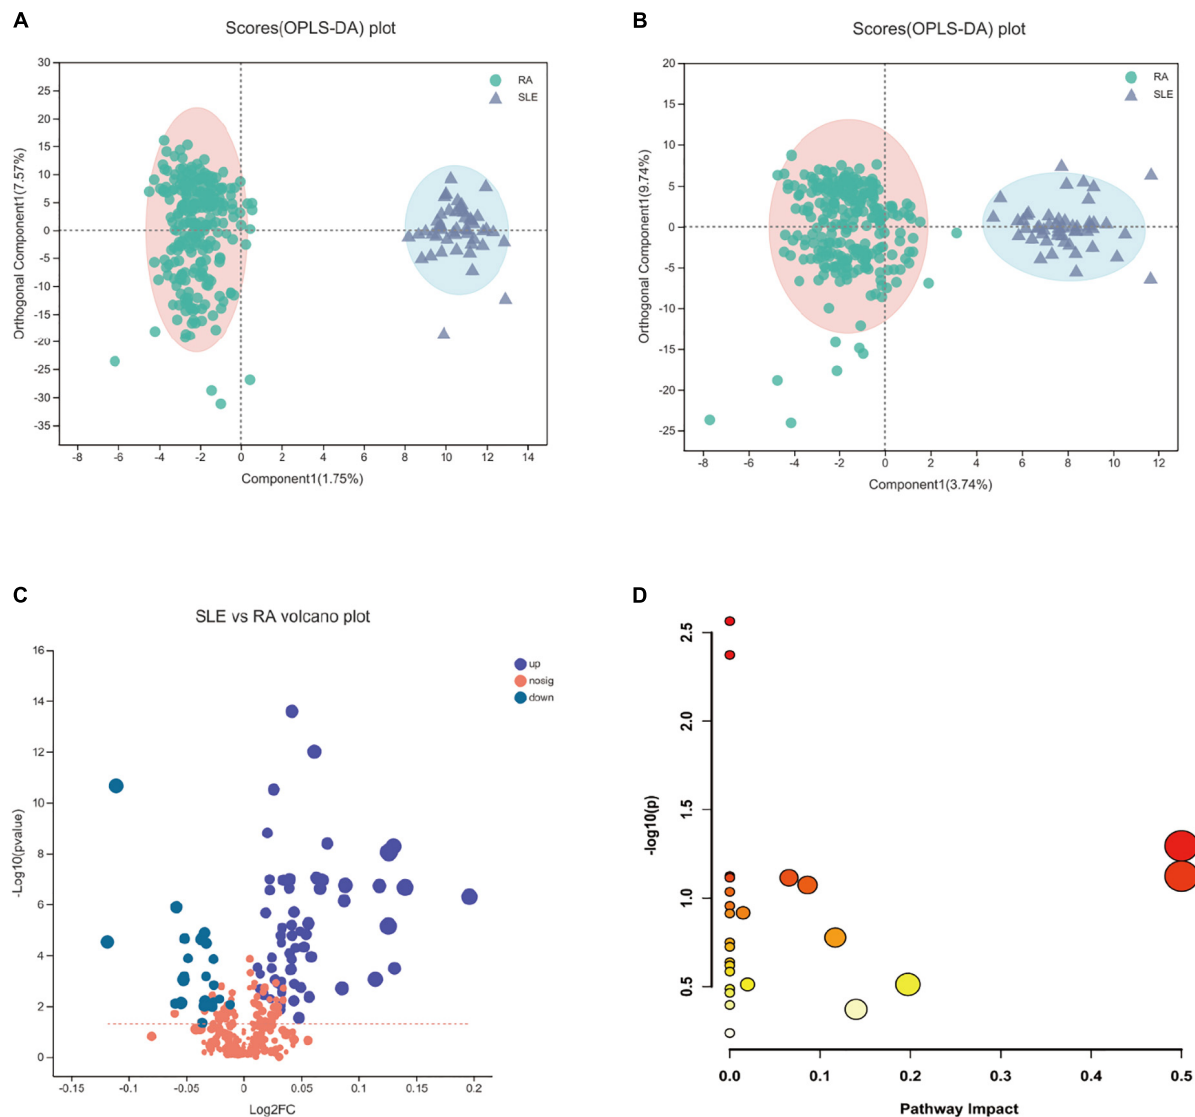 A
Scores(OPLS-DA) plot
RA
SLE
30
25
20
15
10
5
0
-5
-10
-15
-20
-25
-30
-35
Orthogonal Component1(7.57%)
-8 -6 -4 -2 0 2 4 6 8 10 12 14
Component1(1.75%)
B
Scores(OPLS-DA) plot
RA
SLE
20
15
10
5
0
-5
-10
-15
-20
-25
Orthogonal Component1(9.74%)
-8 -6 -4 -2 0 2 4 6 8 10 12
Component1(3.74%)
C
SLE vs RA volcano plot
up
nosig
down
16
14
12
10
8
6
4
2
0
-Log10(pvalue)
-0.15 -0.1 -0.05 0 0.05 0.1 0.15 0.2
Log2FC
D
2.5
2.0
1.5
1.0
0.5
-log10(p)
0.0 0.1 0.2 0.3 0.4 0.5
Pathway Impact